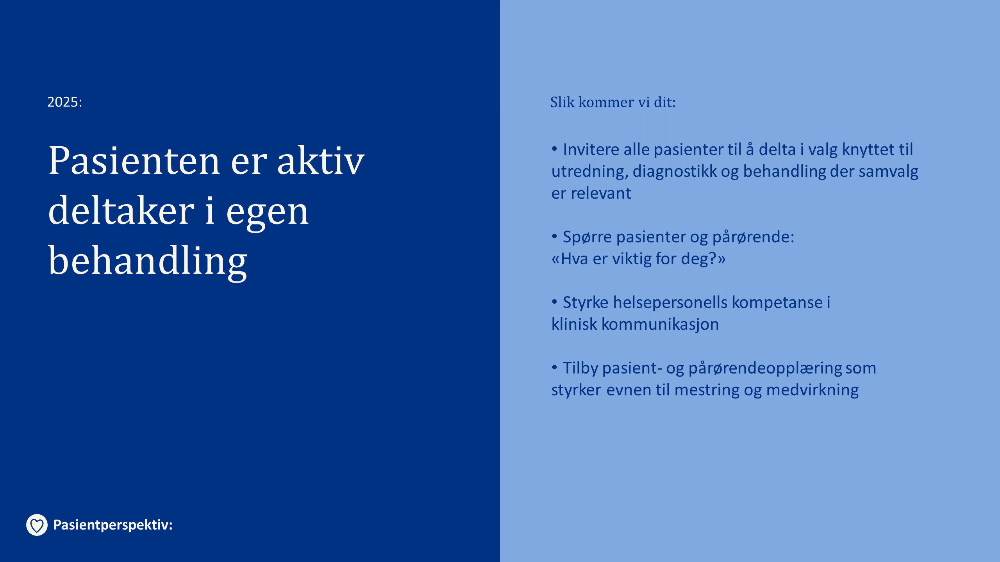 2025:
Pasienten er aktiv
deltaker i egen
behandling
Pasientperspektiv:
Slik kommer vi dit:
• Invitere alle pasienter til å delta i valg knyttet til
utredning, diagnostikk og behandling der samvalg
er relevant
• Spørre pasienter og pårørende:
«Hva er viktig for deg?»
• Styrke helsepersonells kompetanse i
klinisk kommunikasjon
• Tilby pasient- og pårørendeopplæring som
styrker evnen til mestring og medvirkning